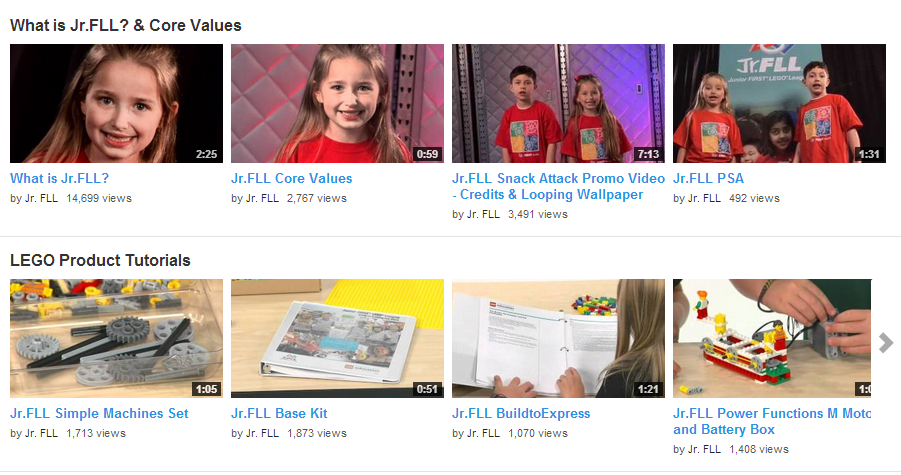 What is Jr.FLL? & Core Values
2:25
0:59
7:13
Jr.FLL
Junior FIRST LEGO League
1:31
What is Jr.FLL?
by Jr. FLL 14,699 views
Jr.FLL Core Values
by Jr. FLL 2,767 views
Jr.FLL Snack Attack Promo Video
- Credits & Looping Wallpaper
by Jr. FLL 3,491 views
Jr.FLL PSA
by Jr. FLL 492 views
LEGO Product Tutorials
1:05
0:51
1:21
Jr.FLL Simple Machines Set
by Jr. FLL 1,713 views
Jr.FLL Base Kit
by Jr. FLL 1,873 views
Jr.FLL BuildtoExpress
by Jr. FLL 1,070 views
Jr.FLL Power Functions M Moto
and Battery Box
by Jr. FLL 1,408 views